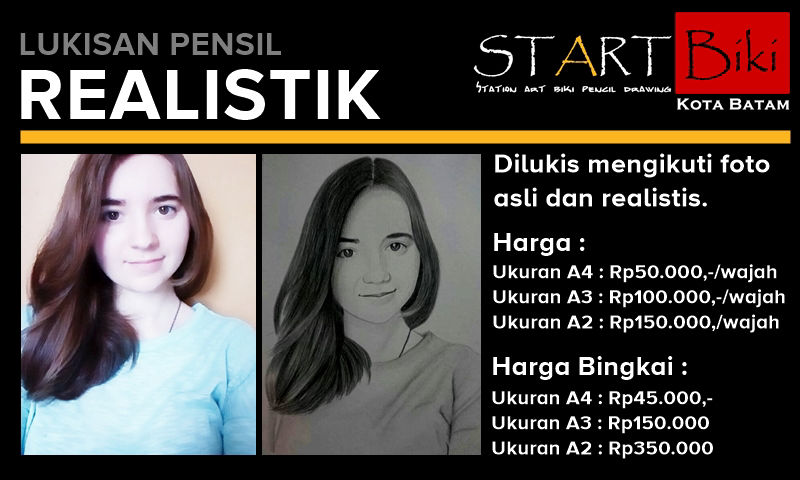 LUKISAN PENSIL
REALISTIK
START Biki
Station art biki pencil drawing
KOTA BATAM
Dilukis mengikuti foto
asli dan realistis.
Harga :
Ukuran A4 : Rp50.000,-/wajah
Ukuran A3 : Rp100.000,-/wajah
Ukuran A2 : Rp150.000,/wajah
Harga Bingkai :
Ukuran A4 : Rp45.000,-
Ukuran A3 : Rp150.000
Ukuran A2 : Rp350.000